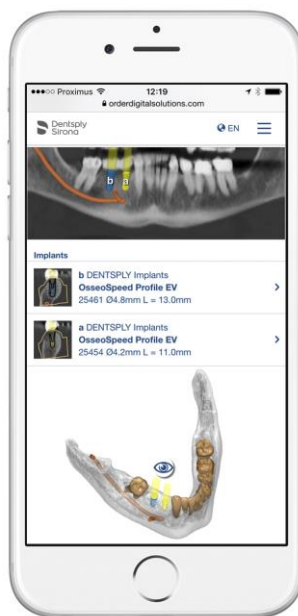 ●●●○○ Proximus 12:19
orderdigitalsolutions.com
Dentsply
Sirona
EN
b a
Implants
b DENTSPLY Implants
OsseoSpeed Profile EV
25461 Ø4.8mm L = 13.0mm
a DENTSPLY Implants
OsseoSpeed Profile EV
25454 Ø4.2mm L = 11.0mm